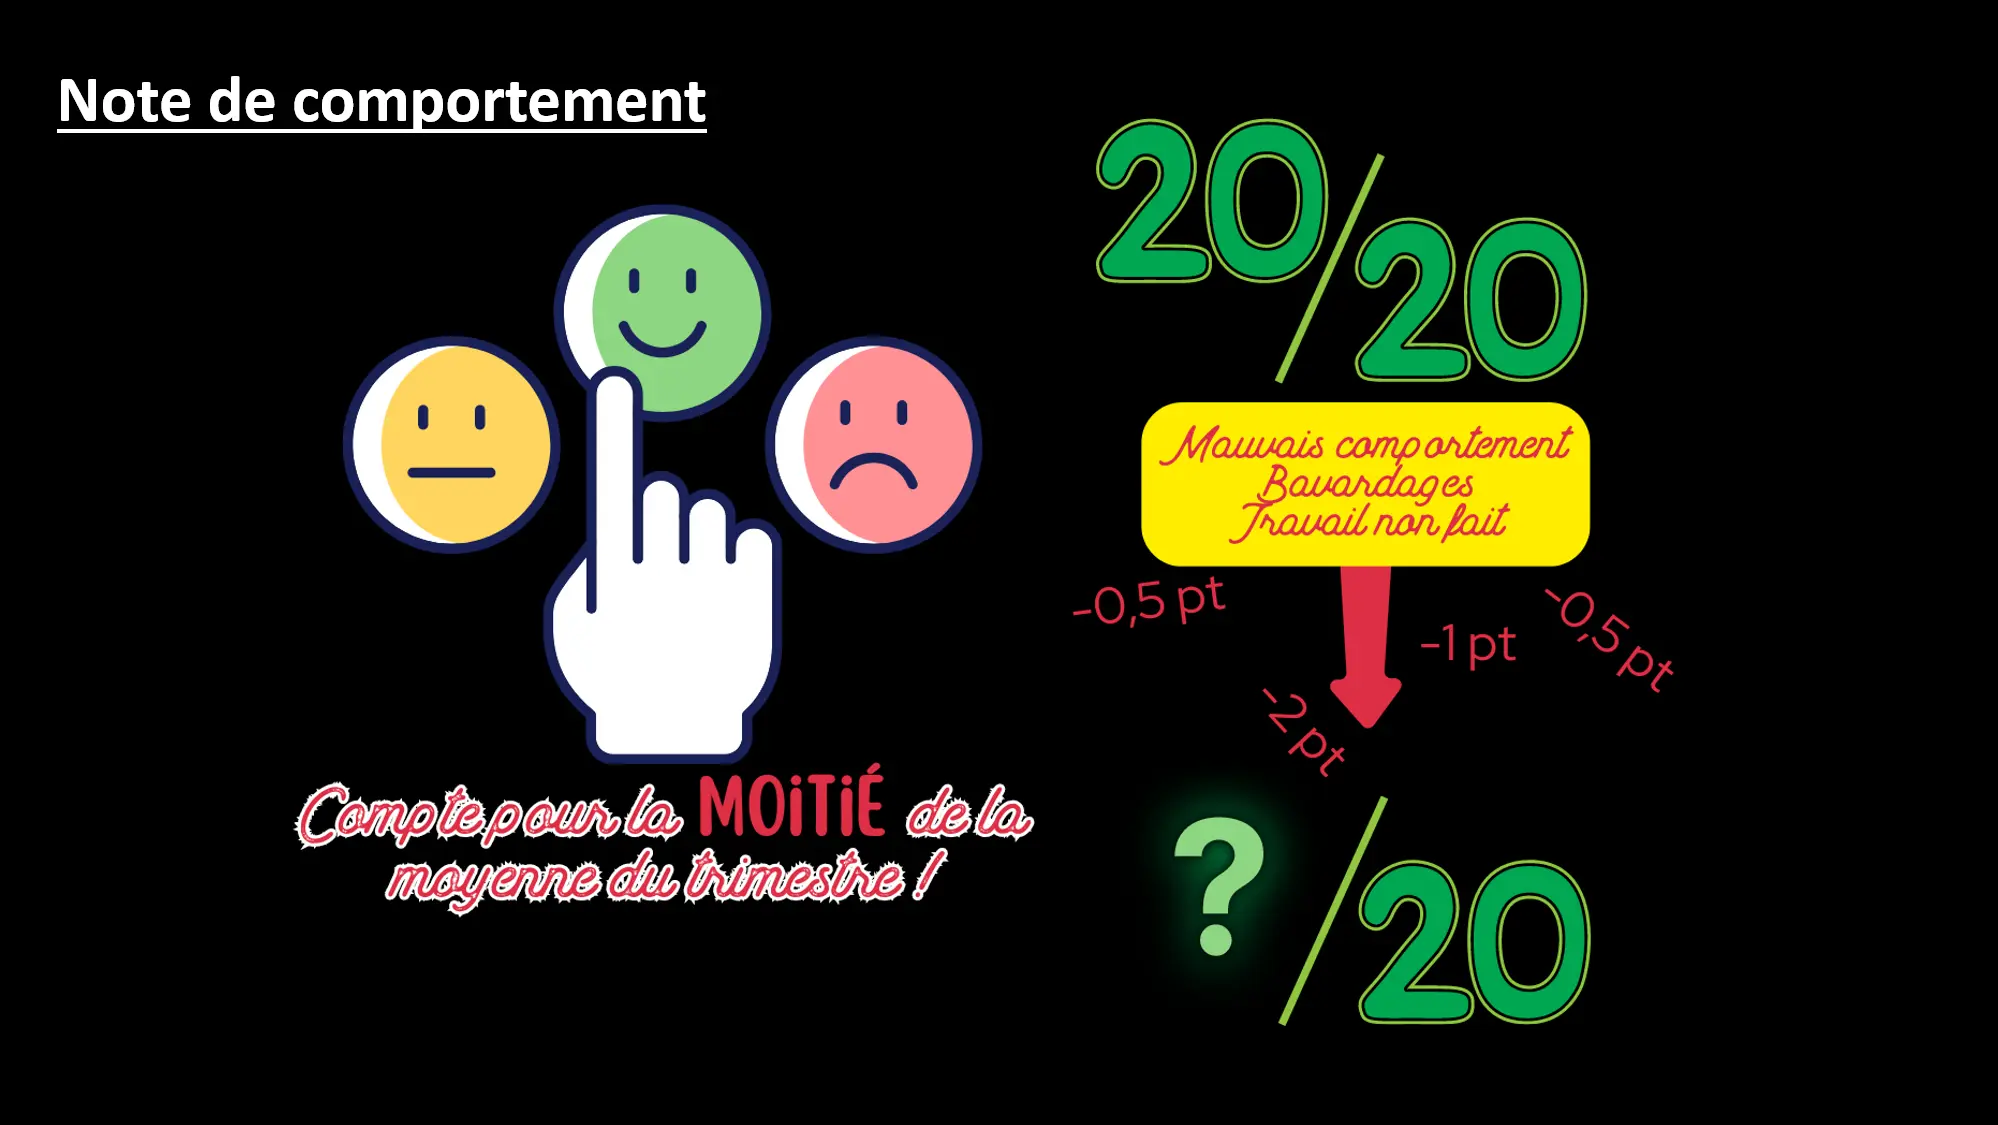 Note de comportement
20/20
Mauvais comportement
Bavardages
Travail non fait
-0,5 pt
-1 pt
-0,5 pt
-2 pt
Compte pour la MOiTiÉ de la
moyenne du trimestre !
?/20